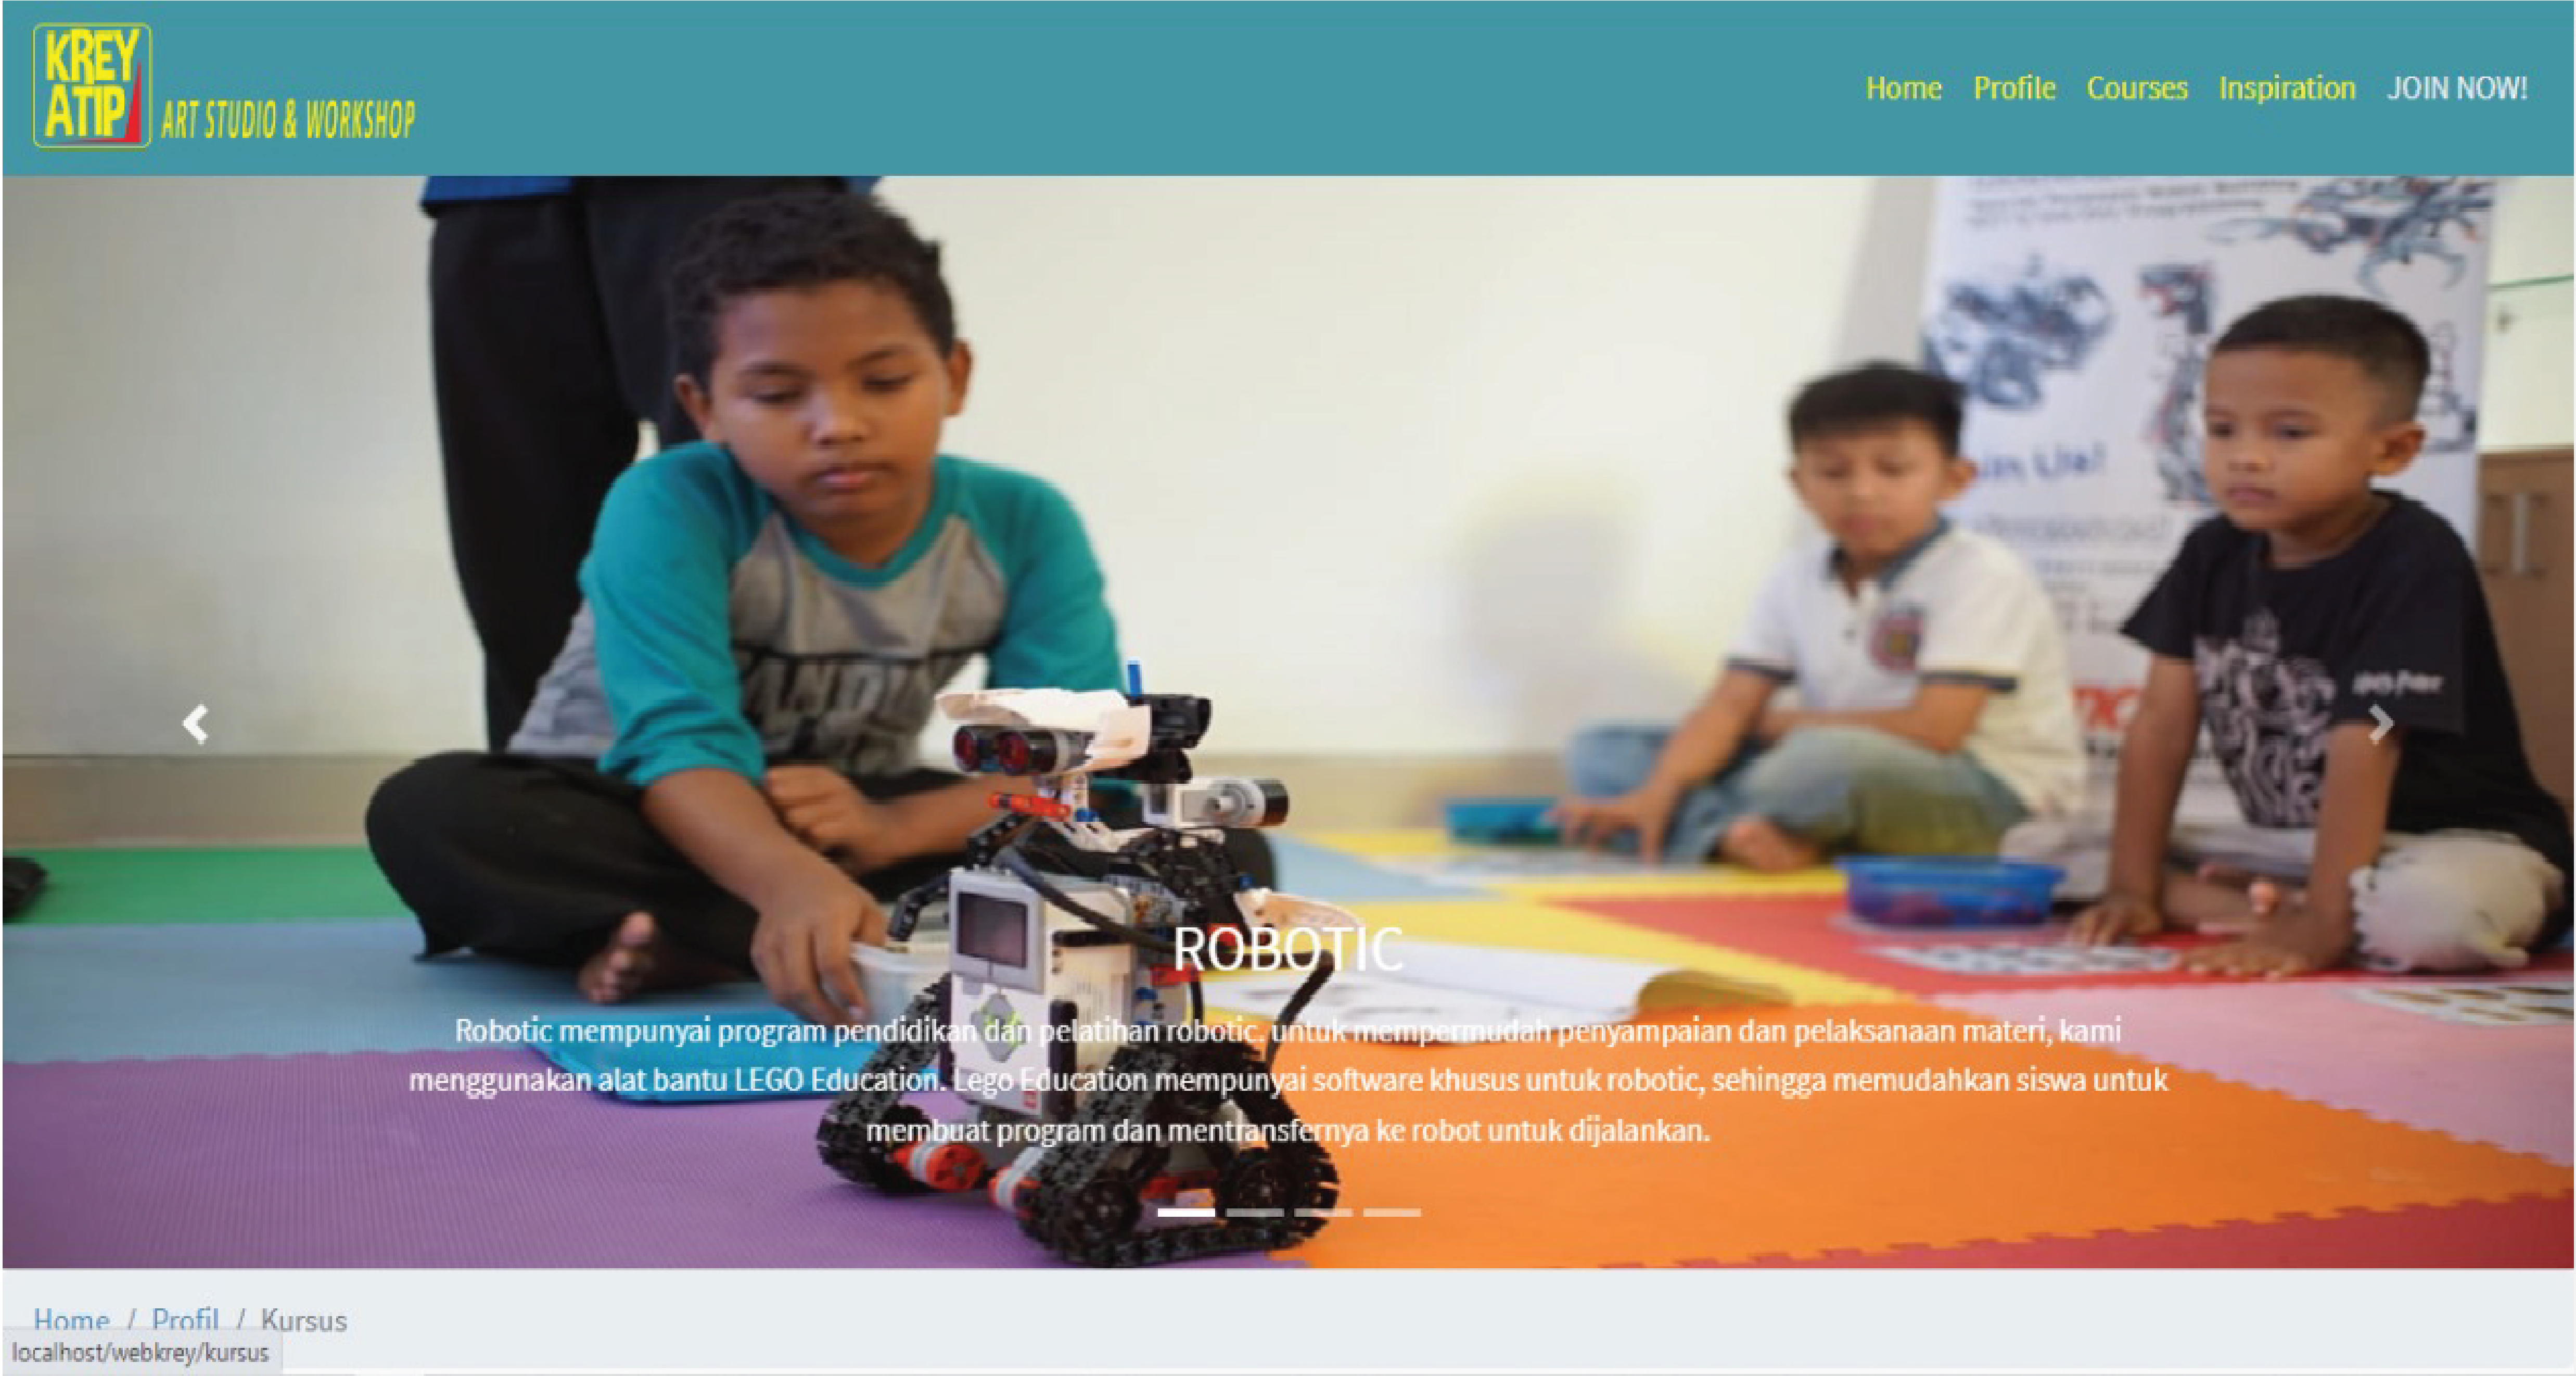 KREY
ATIP
ART STUDIO & WORKSHOP
Home Profile Courses Inspiration JOIN NOW!
ROBOTIC
Robotic mempunyai program pendidikan dan pelatihan robotic. untuk mempermudah penyampaian dan pelaksanaan materi, kami
menggunakan alat bantu LEGO Education. Lego Education mempunyai software khusus untuk robotic, sehingga memudahkan siswa untuk
membuat program dan mentransfernya ke robot untuk dijalankan.
Home / Profil / Kursus
localhost/webkrey/kursus